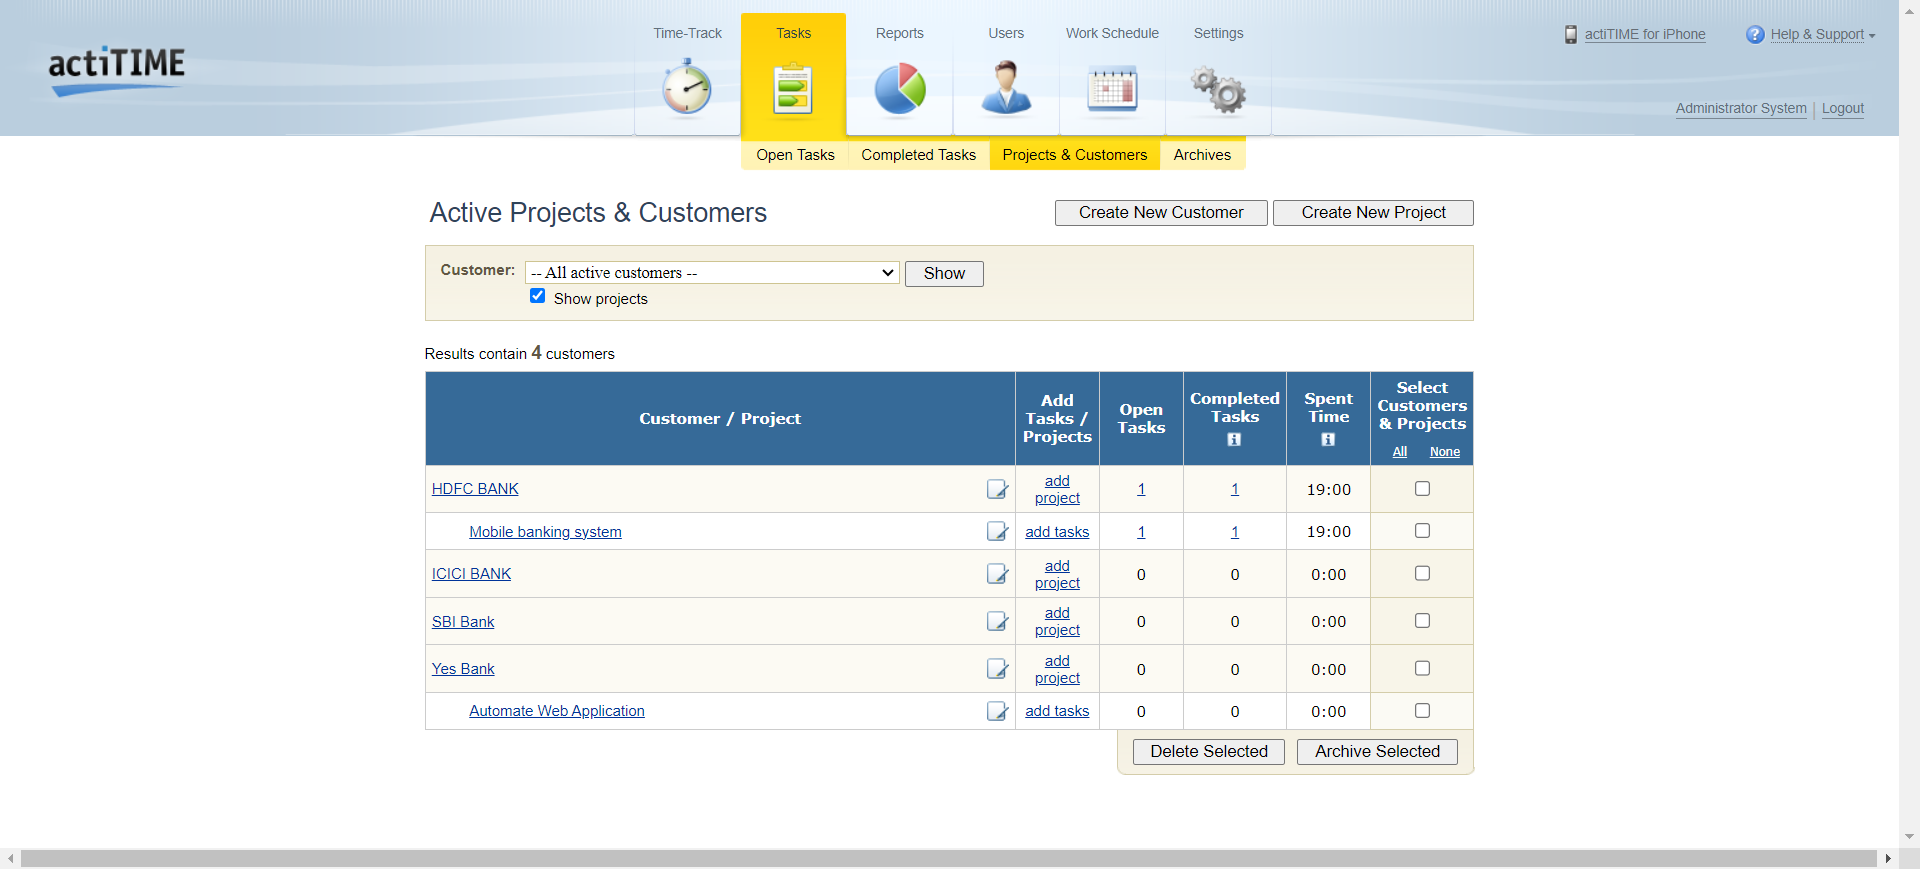 actiTIME
Time-Track Tasks Reports Users Work Schedule Settings
actiTIME for iPhone Help & Support
Administrator System Logout
Open Tasks Completed Tasks Projects & Customers Archives
Active Projects & Customers
Create New Customer Create New Project
Customer: -- All active customers -- Show
Show projects
Results contain 4 customers
Customer / Project
Add Tasks / Projects
Open Tasks
Completed Tasks
Spent Time
Select Customers & Projects
All None
HDFC BANK add project 1 1 19:00
Mobile banking system add tasks 1 1 19:00
ICICI BANK add project 0 0 0:00
SBI Bank add project 0 0 0:00
Yes Bank add project 0 0 0:00
Automate Web Application add tasks 0 0 0:00
Delete Selected Archive Selected